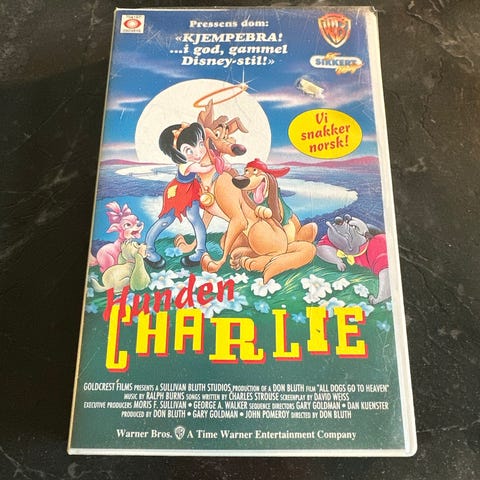 Pressens dom:
«KJEMPEBRA!
...i god, gammel
Disney-stil!»
SIKKERT
Vi
snakker
norsk!
Hunden
CHARLIE
GOLDCREST FILMS PRESENTS A SULLIVAN BLUTH STUDIOS PRODUCTION OF A DON BLUTH FILM "ALL DOGS GO TO HEAVEN"
MUSIC BY RALPH BURNS SONGS WRITTEN BY CHARLES STROUSE SCREENPLAY BY DAVID WEISS
EXECUTIVE PRODUCERS MORIS F. SULLIVAN • GEORGE A. WALKER SEQUENCE DIRECTORS GARY GOLDMAN • DAN KUENSTER
PRODUCED BY DON BLUTH • GARY GOLDMAN • JOHN POMEROY DIRECTED BY DON BLUTH
Warner Bros. A Time Warner Entertainment Company